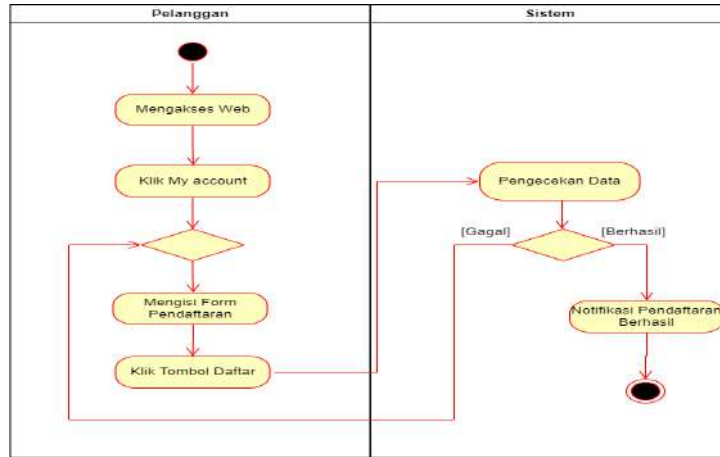 Pelanggan
Sistem
Mengakses Web
Klik My account
Pengecekan Data
[Gagal]
[Berhasil]
Mengisi Form
Pendaftaran
Notifikasi Pendaftaran
Berhasil
Klik Tombol Daftar